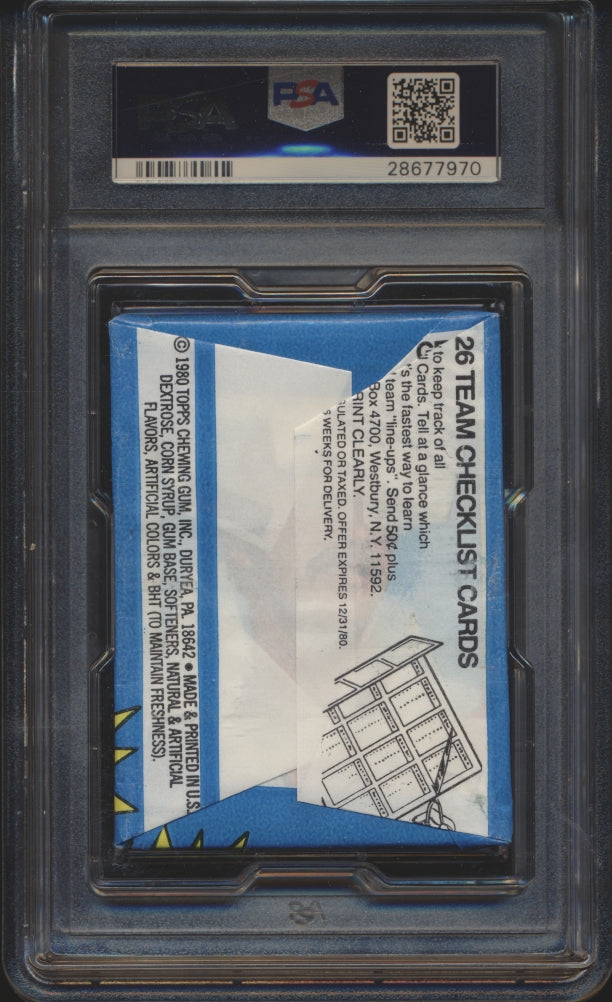 PSA
28677970
26 TEAM CHECKLIST CARDS
to keep track of all
Cards. Tell at a glance which
's the fastest way to learn
team "line-ups". Send 50¢ plus
Box 4700, Westbury, N.Y. 11592.
RINT CLEARLY.
ULATED OR TAXED. OFFER EXPIRES 12/31/80.
WEEKS FOR DELIVERY.
© 1980 TOPPS CHEWING GUM, INC., DURYEA, PA. 18642 • MADE & PRINTED IN U.S.
DEXTROSE, CORN SYRUP, GUM BASE, SOFTENERS, NATURAL & ARTIFICIAL
FLAVORS, ARTIFICIAL COLORS & BHT (TO MAINTAIN FRESHNESS).